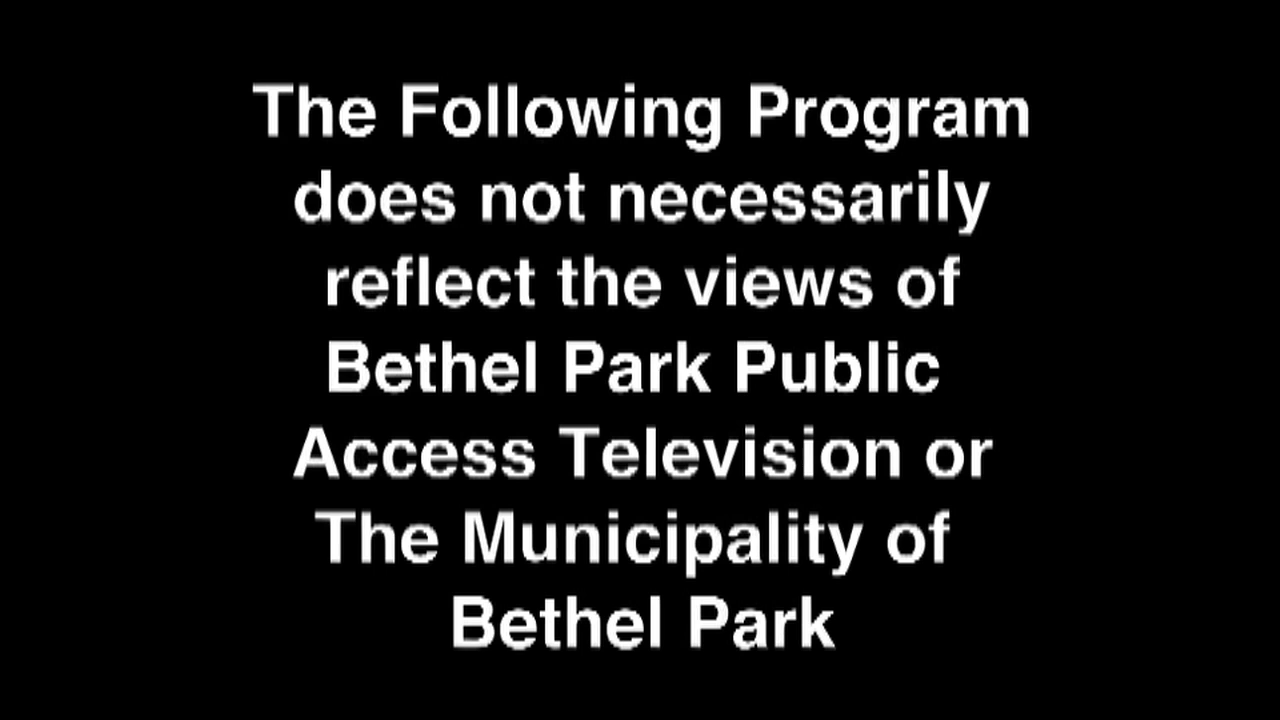 The Following Program
does not necessarily
reflect the views of
Bethel Park Public
Access Television or
The Municipality of
Bethel Park